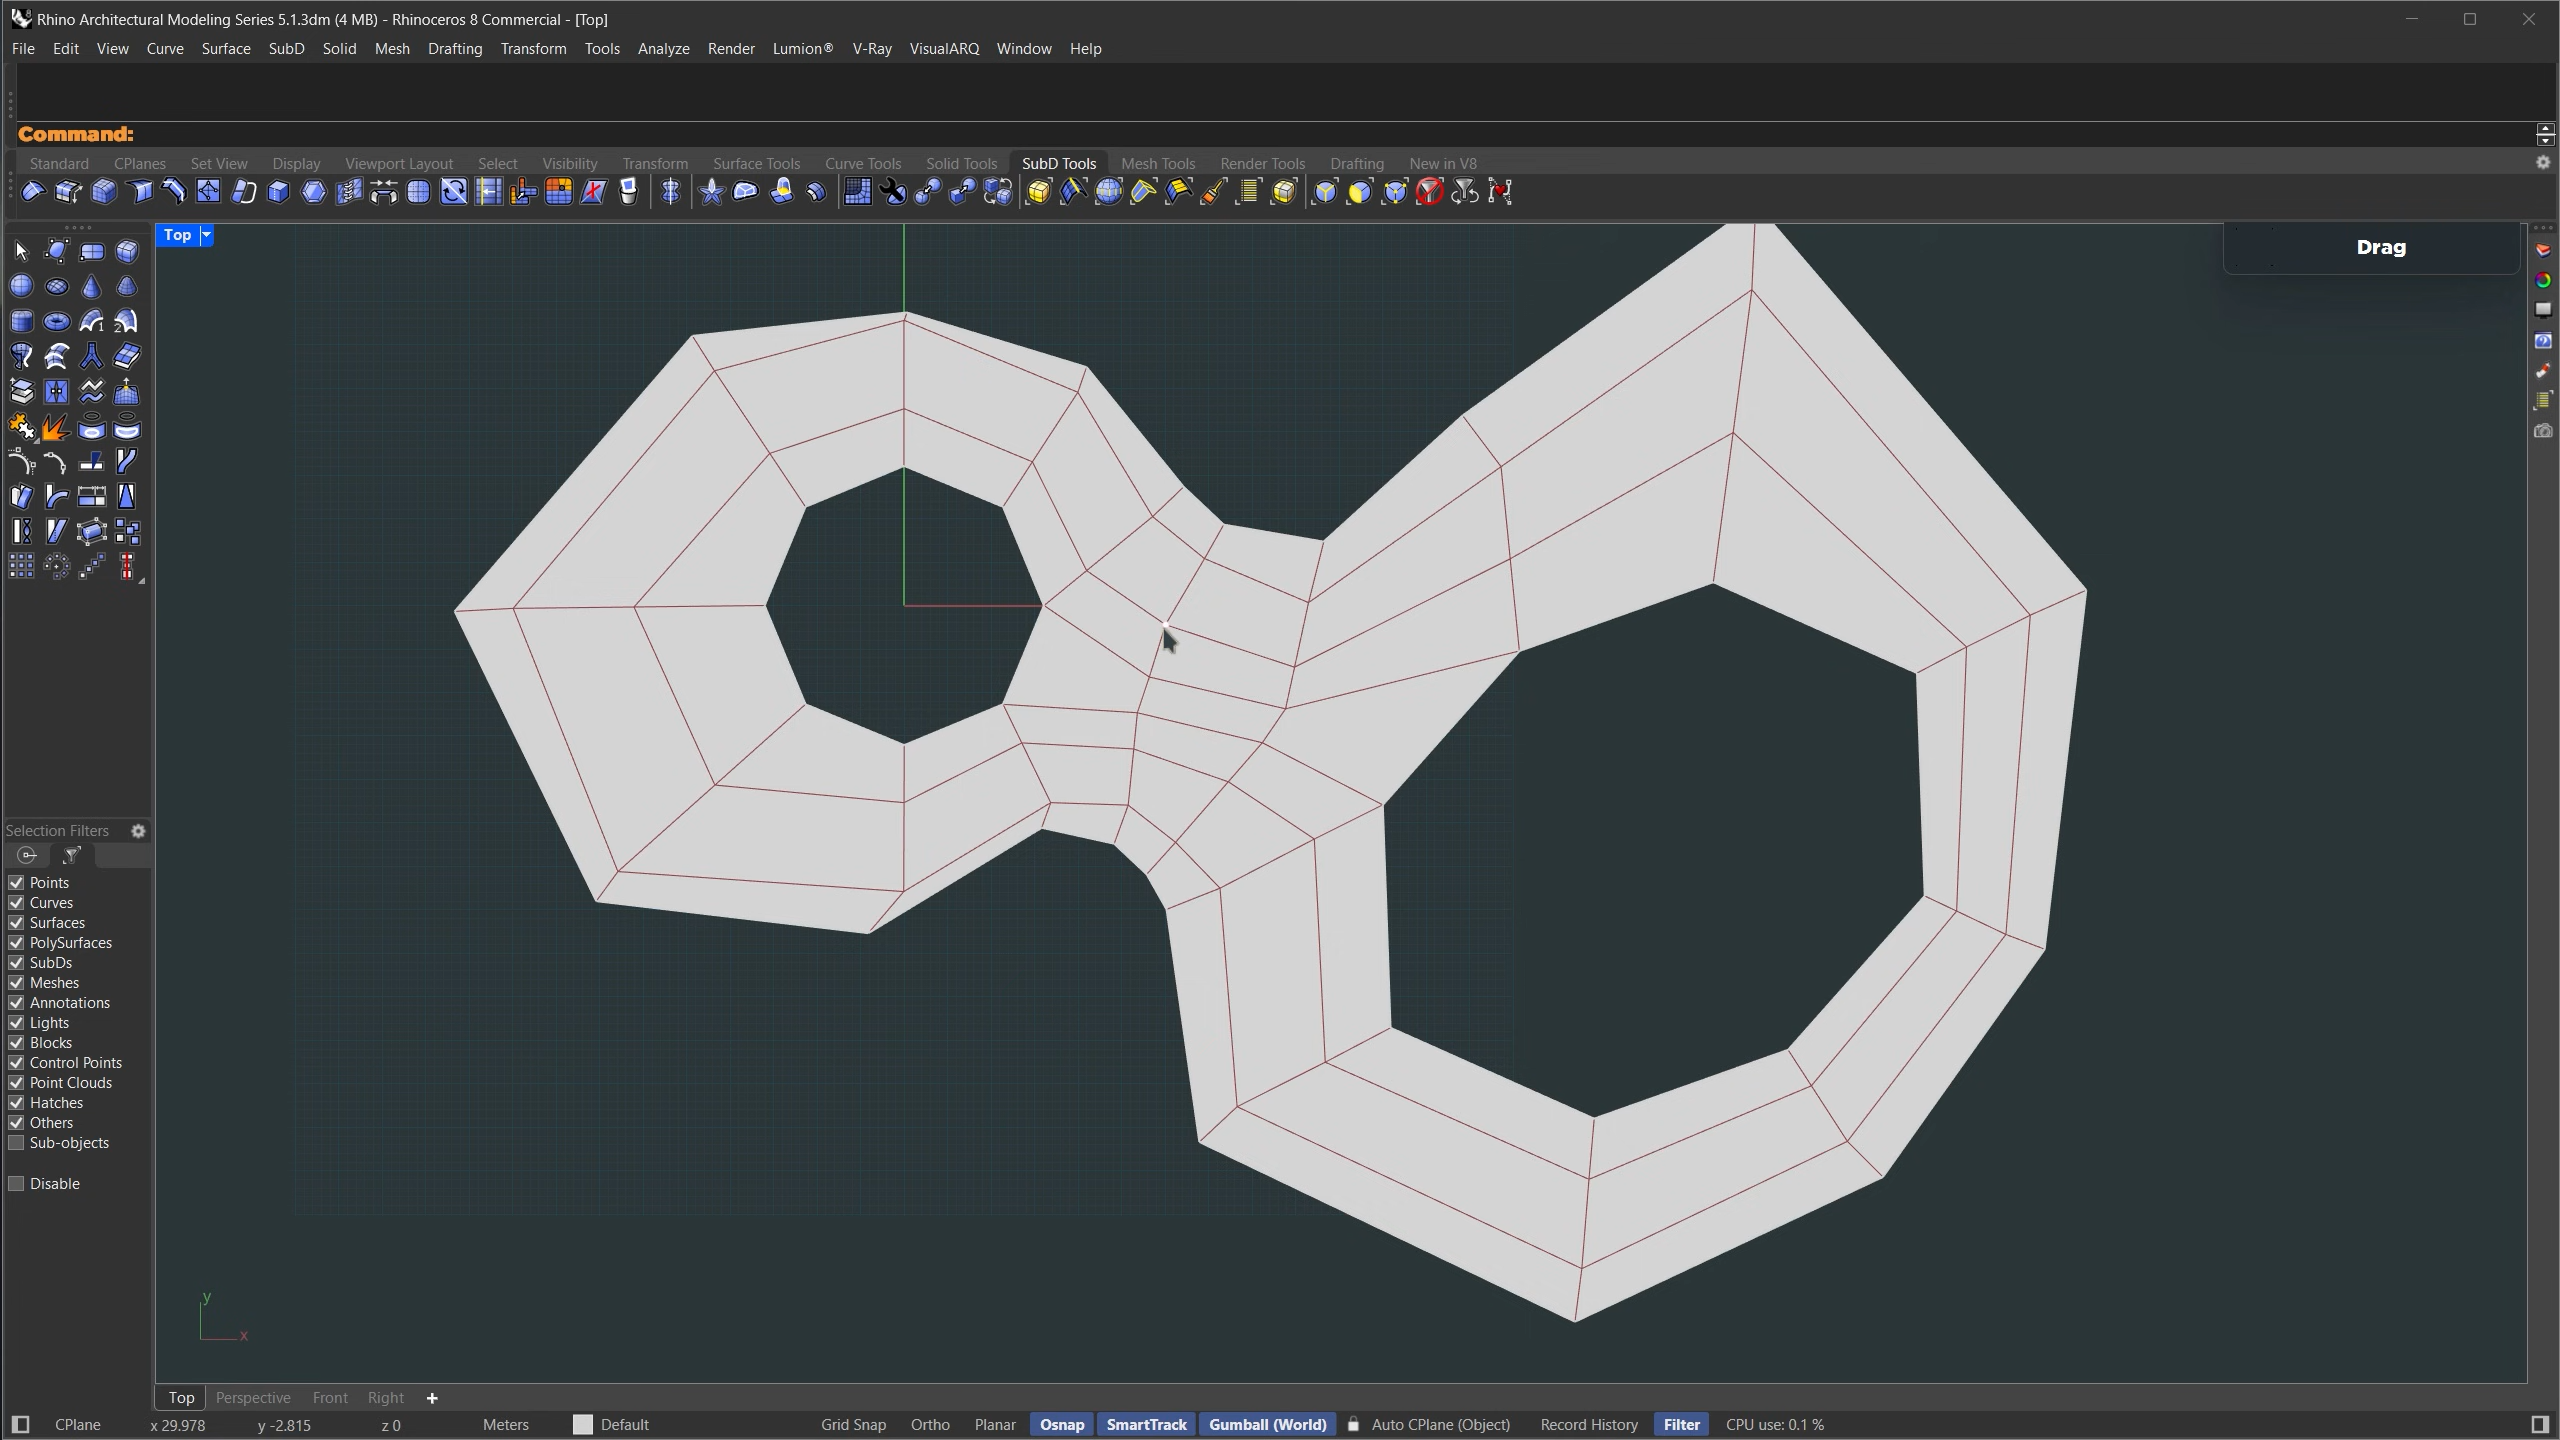 Rhino Architectural Modeling Series 5.1.3dm (4 MB) - Rhinoceros 8 Commercial - [Top]
File Edit View Curve Surface SubD Solid Mesh Drafting Transform Tools Analyze Render Lumion® V-Ray VisualARQ Window Help
Command:
Standard CPlanes Set View Display Viewport Layout Select Visibility Transform Surface Tools Curve Tools Solid Tools SubD Tools Mesh Tools Render Tools Drafting New in V8
Top
Drag
Selection Filters
Points
Curves
Surfaces
PolySurfaces
SubDs
Meshes
Annotations
Lights
Blocks
Control Points
Point Clouds
Hatches
Others
Sub-objects
Disable
y
x
Top Perspective Front Right
CPlane x 29.978 y -2.815 z 0 Meters Default Grid Snap Ortho Planar Osnap SmartTrack Gumball (World) Auto CPlane (Object) Record History Filter CPU use: 0.1 %